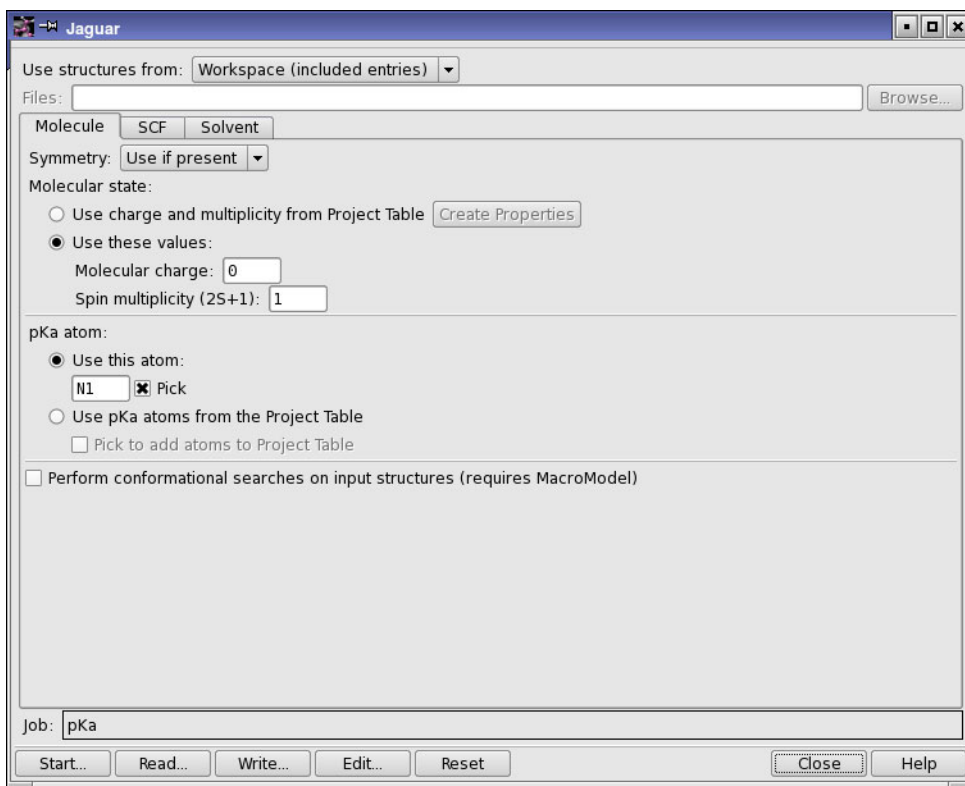 Jaguar
Use structures from: Workspace (included entries)
Files: Browse...
Molecule SCF Solvent
Symmetry: Use if present
Molecular state:
Use charge and multiplicity from Project Table Create Properties
Use these values:
Molecular charge: 0
Spin multiplicity (2S+1): 1
pKa atom:
Use this atom:
N1 Pick
Use pKa atoms from the Project Table
Pick to add atoms to Project Table
Perform conformational searches on input structures (requires MacroModel)
Job: pKa
Start... Read... Write... Edit... Reset Close Help